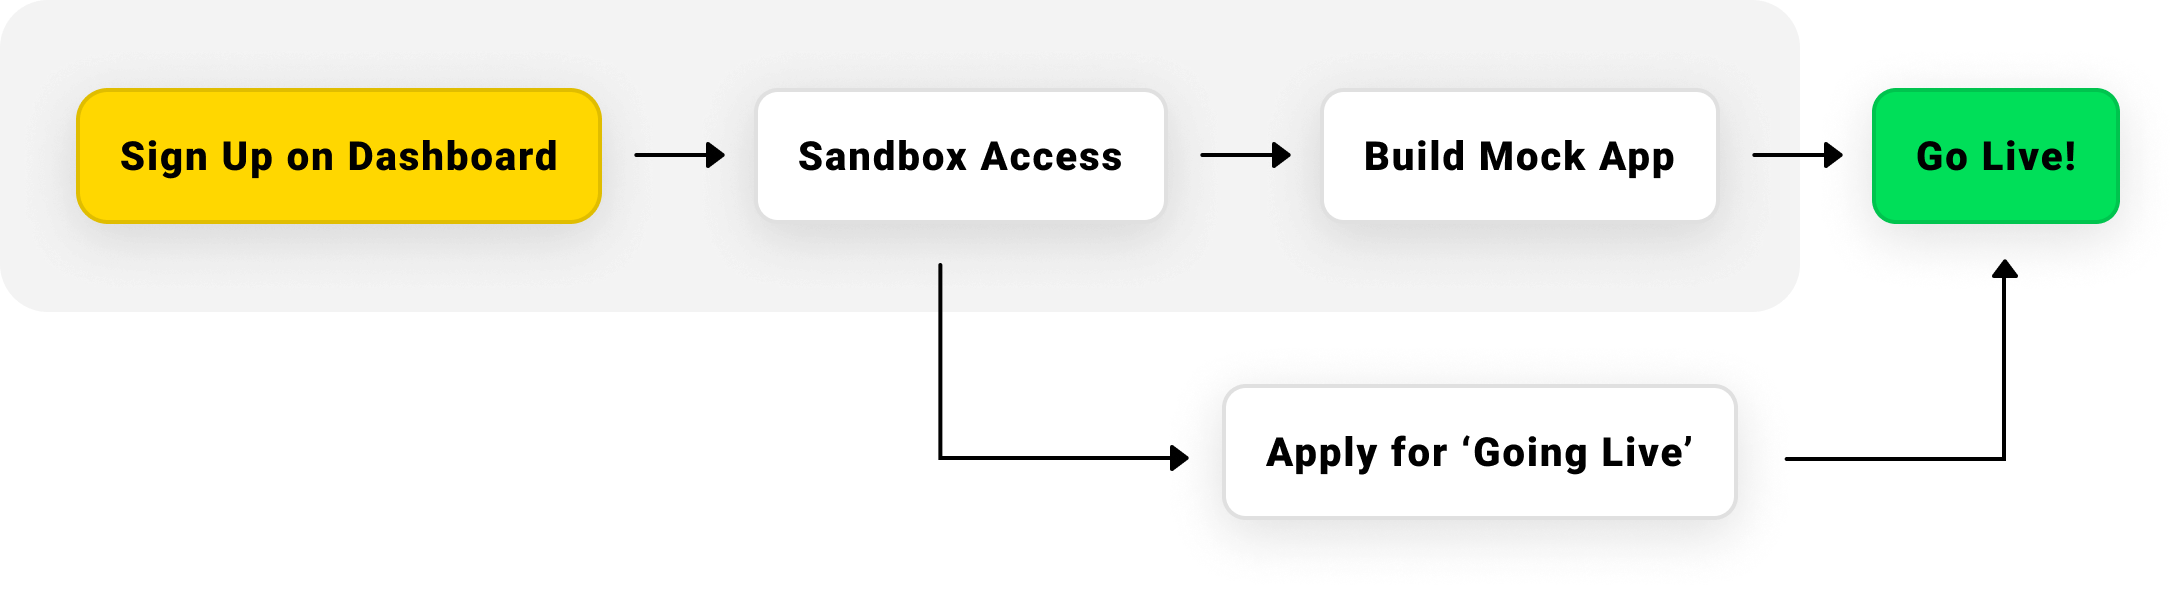 Sign Up on Dashboard
Sandbox Access
Build Mock App
Go Live!
Apply for ‘Going Live’